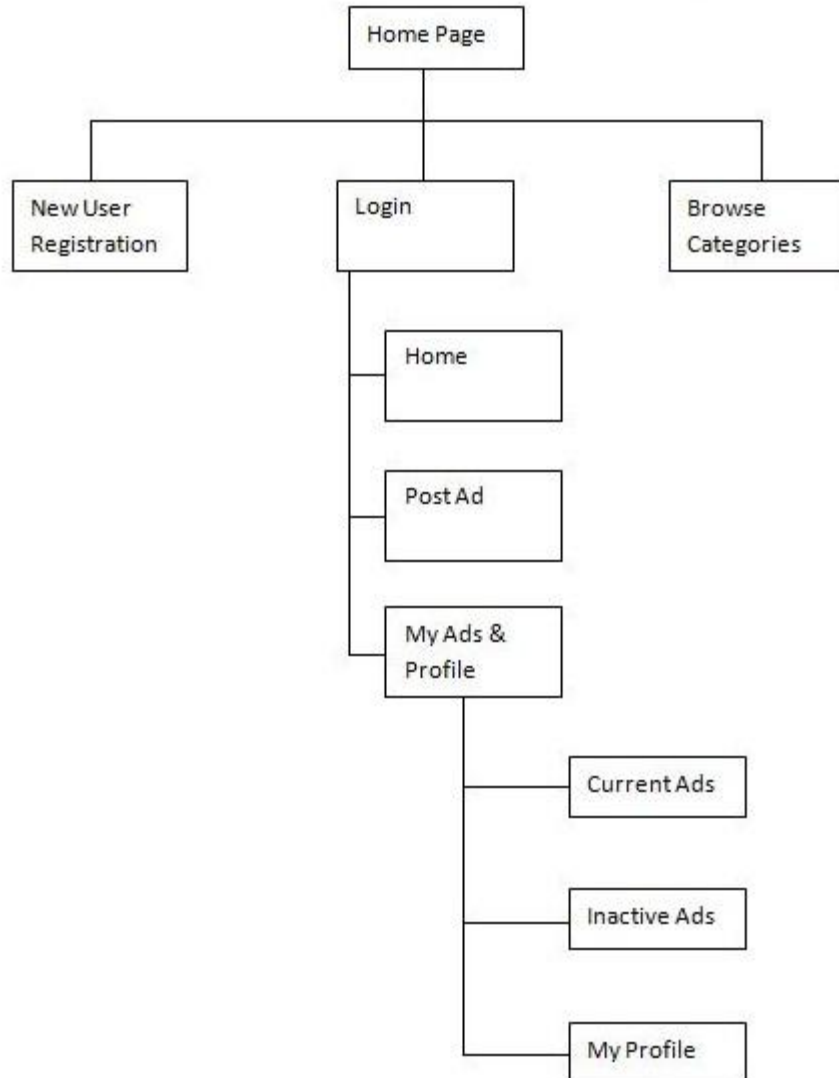 Home Page
New User
Registration
Login
Browse
Categories
Home
Post Ad
My Ads &
Profile
Current Ads
Inactive Ads
My Profile